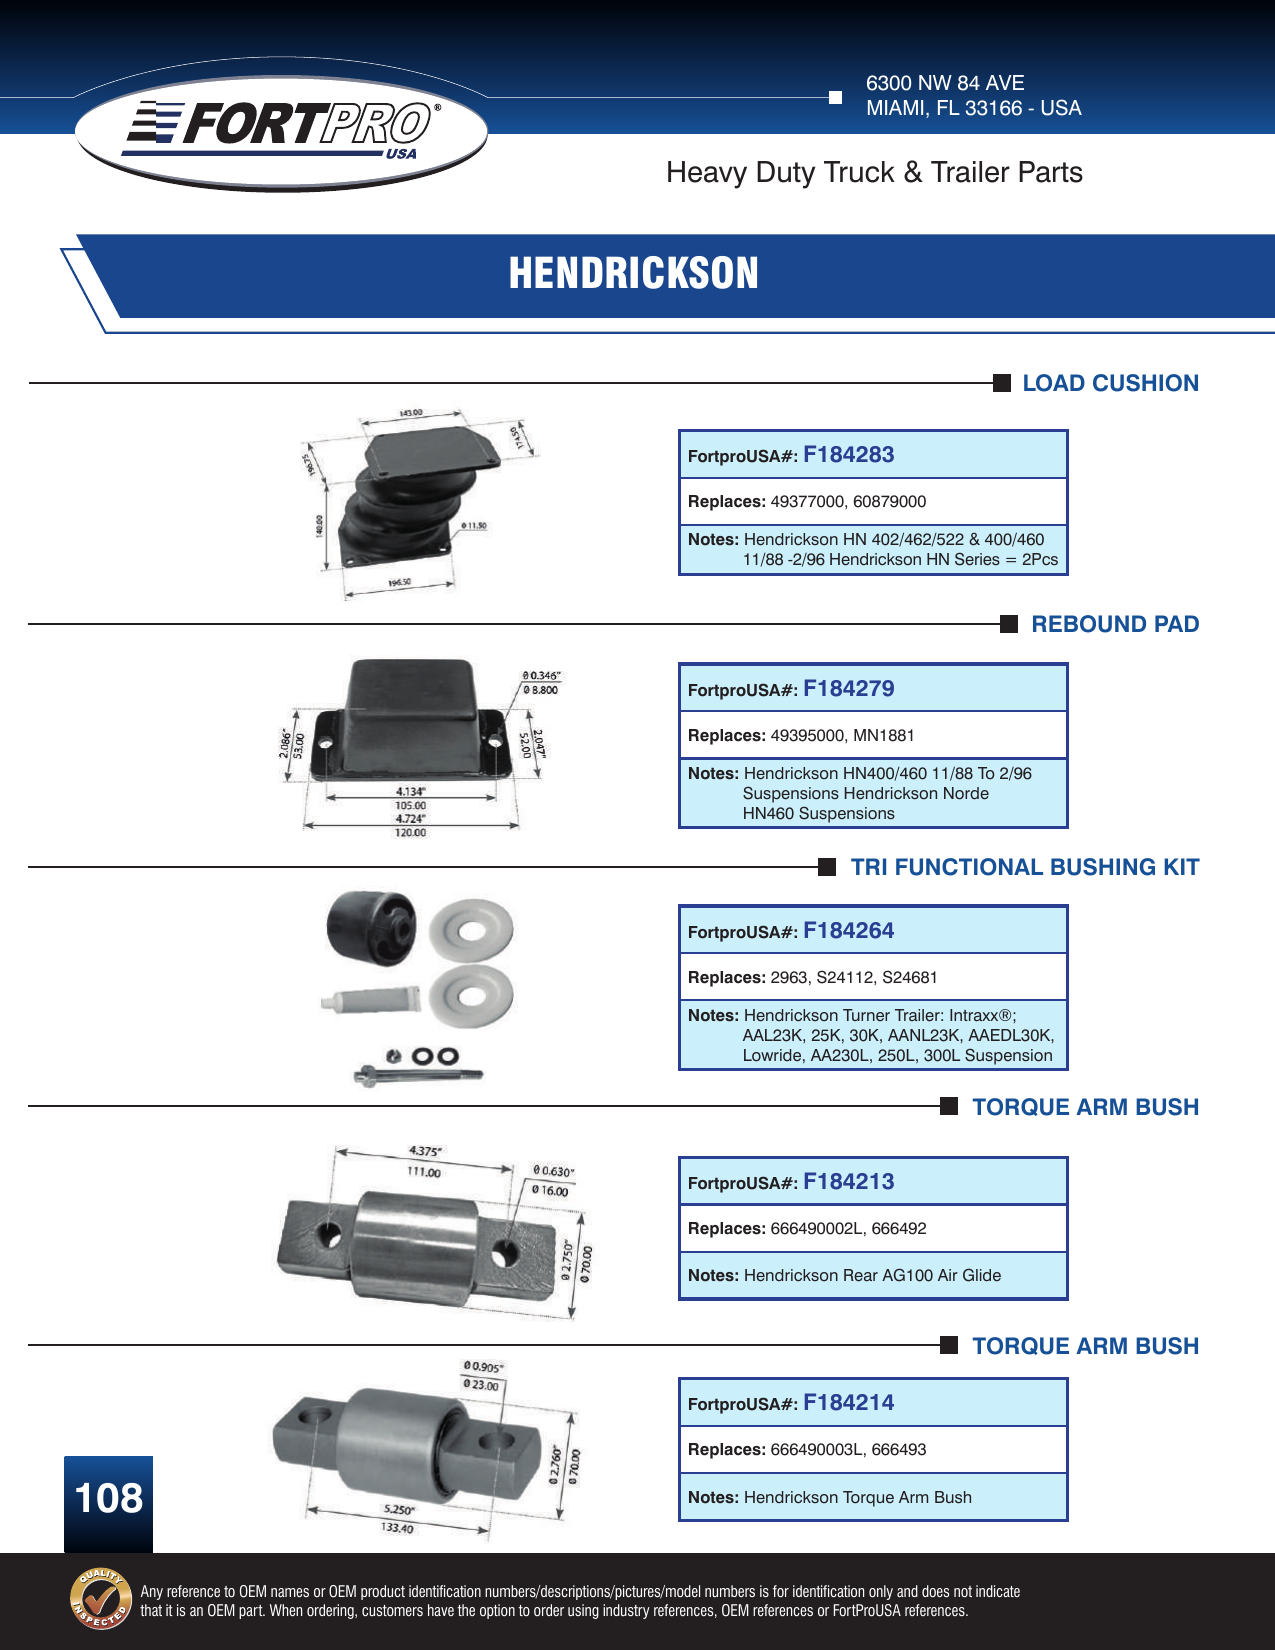 6300 NW 84 AVE
MIAMI, FL 33166 - USA
FORTPRO®
USA
Heavy Duty Truck & Trailer Parts
HENDRICKSON
LOAD CUSHION
143.00
174.50
196.75
140.00
Ø 11.50
196.50
FortproUSA#: F184283
Replaces: 49377000, 60879000
Notes: Hendrickson HN 402/462/522 & 400/460
11/88 -2/96 Hendrickson HN Series = 2Pcs
REBOUND PAD
Ø 0.346"
Ø 8.800
2.086"
53.00
2.047"
52.00
4.134"
105.00
4.724"
120.00
FortproUSA#: F184279
Replaces: 49395000, MN1881
Notes: Hendrickson HN400/460 11/88 To 2/96
Suspensions Hendrickson Norde
HN460 Suspensions
TRI FUNCTIONAL BUSHING KIT
FortproUSA#: F184264
Replaces: 2963, S24112, S24681
Notes: Hendrickson Turner Trailer: Intraxx®;
AAL23K, 25K, 30K, AANL23K, AAEDL30K,
Lowride, AA230L, 250L, 300L Suspension
TORQUE ARM BUSH
4.375"
111.00
Ø 0.630"
Ø 16.00
Ø 2.750"
Ø 70.00
FortproUSA#: F184213
Replaces: 666490002L, 666492
Notes: Hendrickson Rear AG100 Air Glide
TORQUE ARM BUSH
Ø 0.905"
Ø 23.00
Ø 2.760"
Ø 70.00
5.250"
133.40
FortproUSA#: F184214
Replaces: 666490003L, 666493
Notes: Hendrickson Torque Arm Bush
108
QUALITY
INSPECTED
Any reference to OEM names or OEM product identification numbers/descriptions/pictures/model numbers is for identification only and does not indicate
that it is an OEM part. When ordering, customers have the option to order using industry references, OEM references or FortProUSA references.